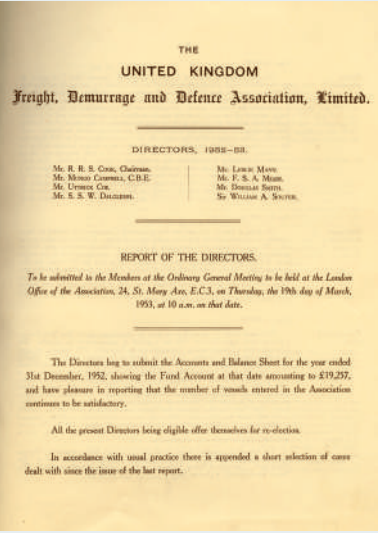 THE
UNITED KINGDOM
Freight, Demurrage and Defence Association, Limited.
DIRECTORS, 1952-53.
Mr. R. R. S. Cook, Chairman.
Mr. Mungo Campbell, C.B.E.
Mr. Upwick Coe.
Mr. S. S. W. Dalgliesh.
Mr. Leslie Mann.
Mr. F. S. A.
Mr. Douglas Smith.
Sir William A. Souter.
REPORT OF THE DIRECTORS.
To be submitted to the Members at the Ordinary General Meeting to be held at the London
Office of the Association, 24, St. Mary Axe, E.C.3, on Thursday, the 19th day of March,
1953, at 10 a.m. on that date.
The Directors beg to submit the Accounts and Balance Sheet for the year ended
31st December, 1952, showing the Fund Account at that date amounting to £19,257,
and have pleasure in reporting that the number of vessels entered in the Association
continues to be satisfactory.
All the present Directors being eligible offer themselves for re-election.
In accordance with usual practice there is appended a short selection of cases
dealt with since the issue of the last report.